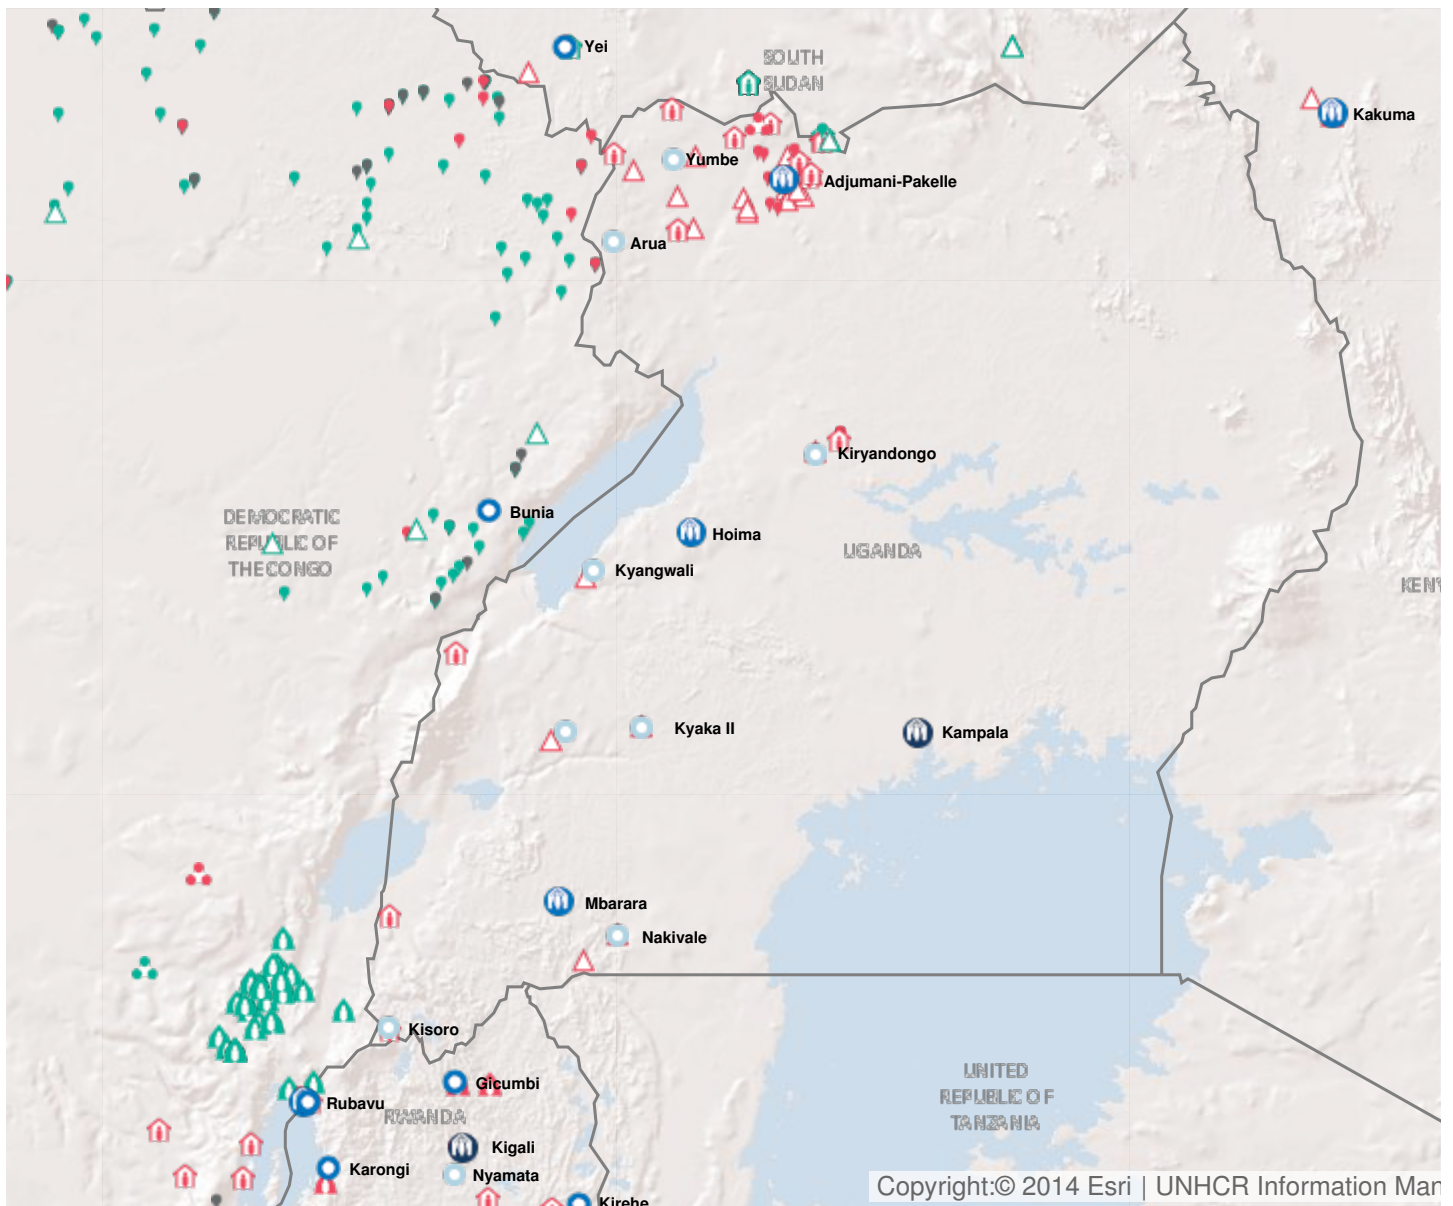 Yei
SOUTH
SUDAN
Kakuma
Yumbe
Adjumani-Pakelle
Arua
Kiryandongo
DEMOCRATIC
REPUBLIC OF
THE CONGO
Bunia
Hoima
UGANDA
Kyangwali
KENY
Kyaka II
Kampala
Mbarara
Nakivale
Kisoro
Gicumbi
UNITED
REPUBLIC OF
TANZANIA
Rubavu
RWANDA
Kigali
Karongi
Nyamata
Kirehe
Copyright:© 2014 Esri | UNHCR Information Man